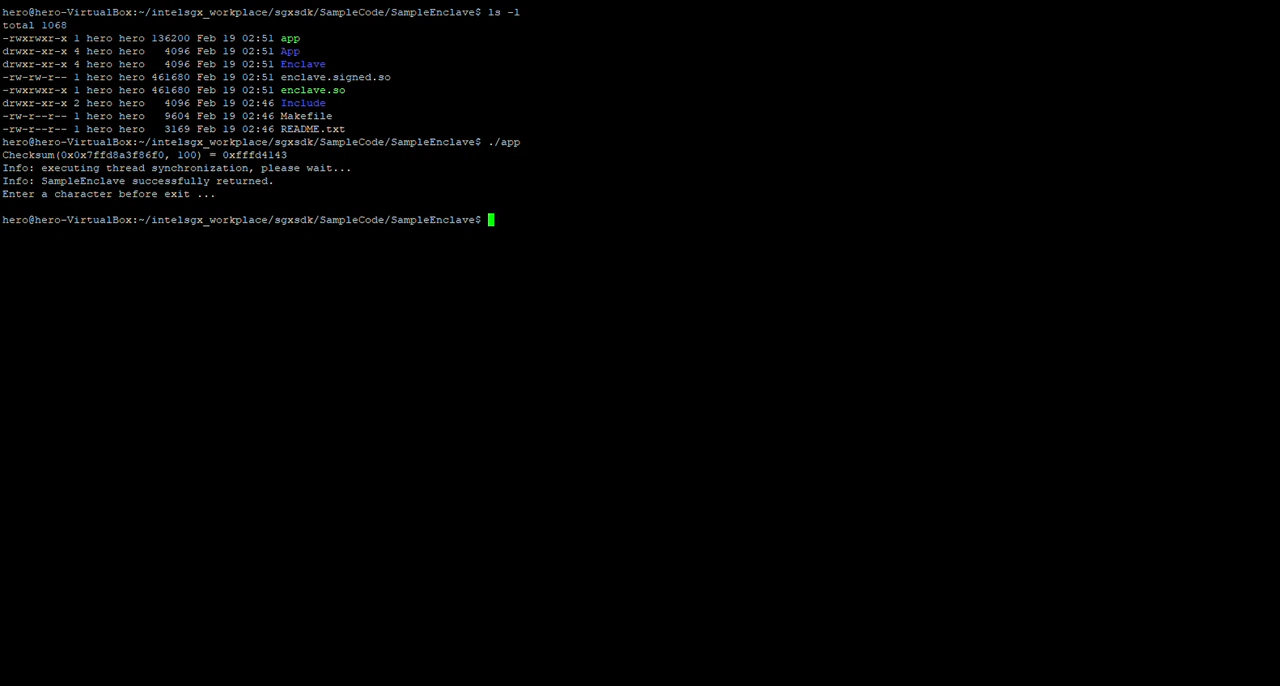 hero@hero-VirtualBox:~/intelsgx_workplace/sgxsdk/SampleCode/SampleEnclave$ ls -l
total 1068
-rwxrwxr-x 1 hero hero 136200 Feb 19 02:51 app
drwxr-xr-x 4 hero hero   4096 Feb 19 02:51 App
drwxr-xr-x 4 hero hero   4096 Feb 19 02:51 Enclave
-rw-rw-r-- 1 hero hero 461680 Feb 19 02:51 enclave.signed.so
-rwxrwxr-x 1 hero hero 461680 Feb 19 02:51 enclave.so
drwxr-xr-x 2 hero hero   4096 Feb 19 02:46 Include
-rw-r--r-- 1 hero hero   9604 Feb 19 02:46 Makefile
-rw-r--r-- 1 hero hero   3169 Feb 19 02:46 README.txt
hero@hero-VirtualBox:~/intelsgx_workplace/sgxsdk/SampleCode/SampleEnclave$ ./app
Checksum(0x0x7ffd8a3f86f0, 100) = 0xfffd4143
Info: executing thread synchronization, please wait...
Info: SampleEnclave successfully returned.
Enter a character before exit ...
hero@hero-VirtualBox:~/intelsgx_workplace/sgxsdk/SampleCode/SampleEnclave$